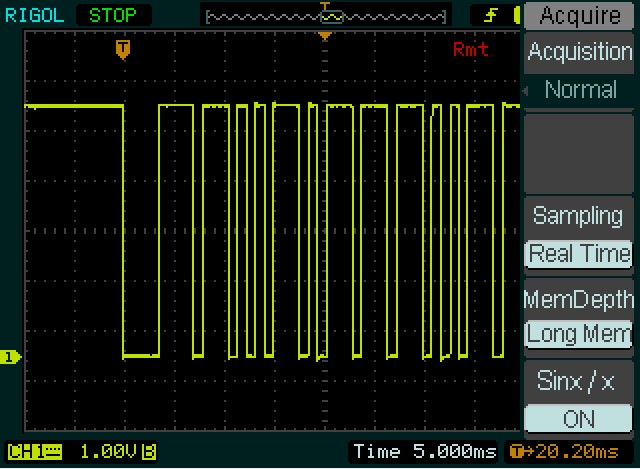 RIGOL STOP T Acquire
T Rmt
Acquisition
Normal
Sampling
Real Time
MemDepth
Long Mem
1
Sinx / x
ON
CH1 1.00V B Time 5.000ms T→20.20ms